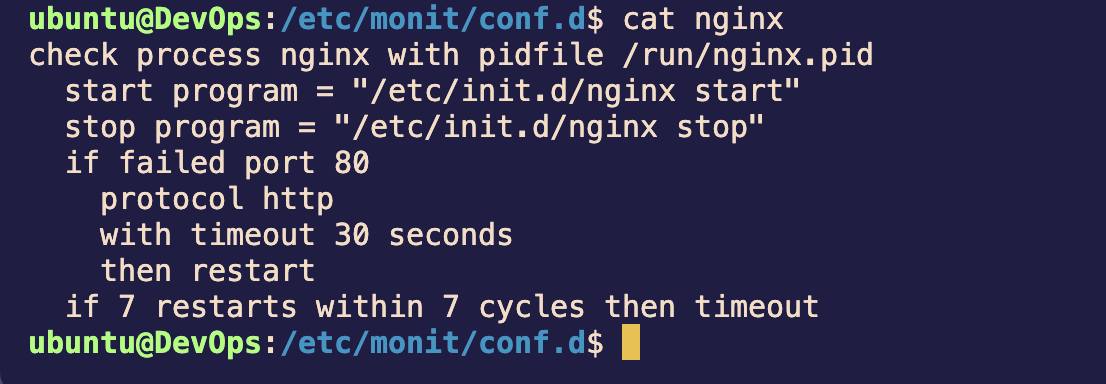 ubuntu@DevOps:/etc/monit/conf.d$ cat nginx
check process nginx with pidfile /run/nginx.pid
  start program = "/etc/init.d/nginx start"
  stop program = "/etc/init.d/nginx stop"
  if failed port 80
    protocol http
    with timeout 30 seconds
    then restart
  if 7 restarts within 7 cycles then timeout
ubuntu@DevOps:/etc/monit/conf.d$